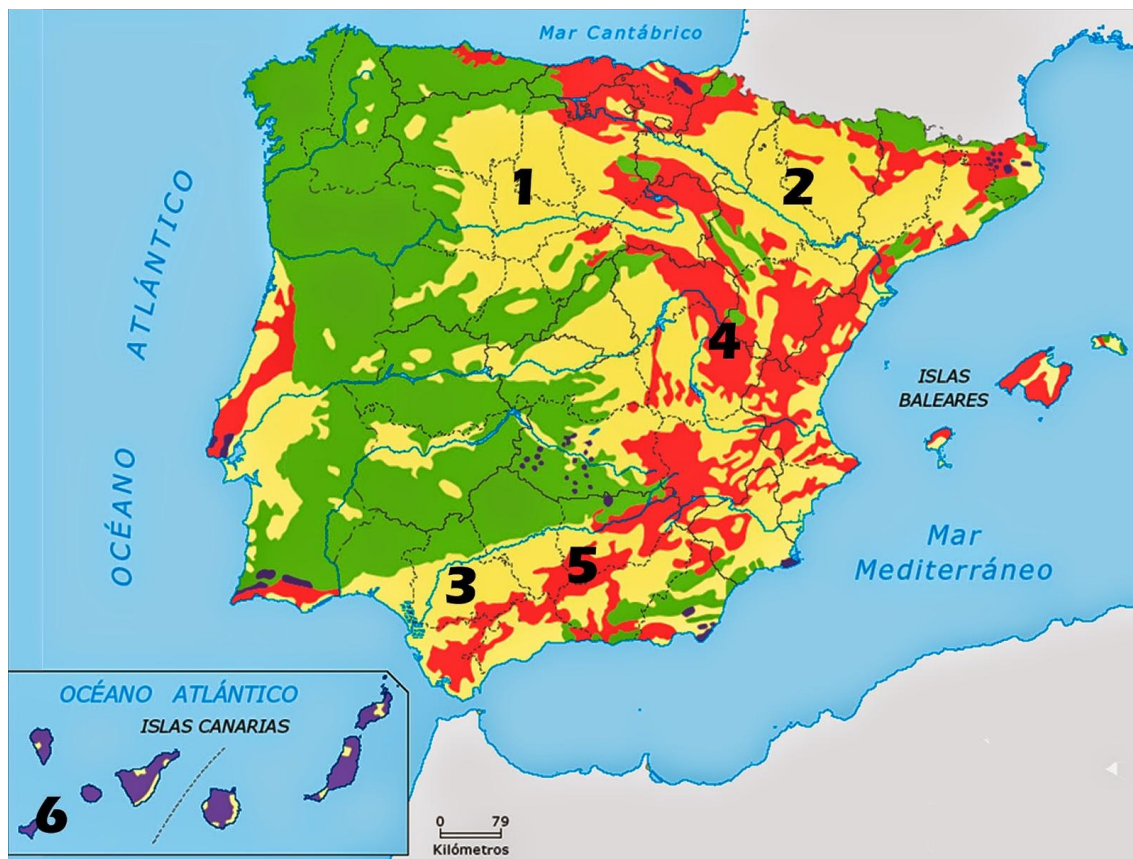 Mar Cantábrico
1
2
OCÉANO ATLÁNTICO
4
ISLAS
BALEARES
Mar
Mediterráneo
3
5
OCÉANO ATLÁNTICO
ISLAS CANARIAS
6
0 79
Kilómetros